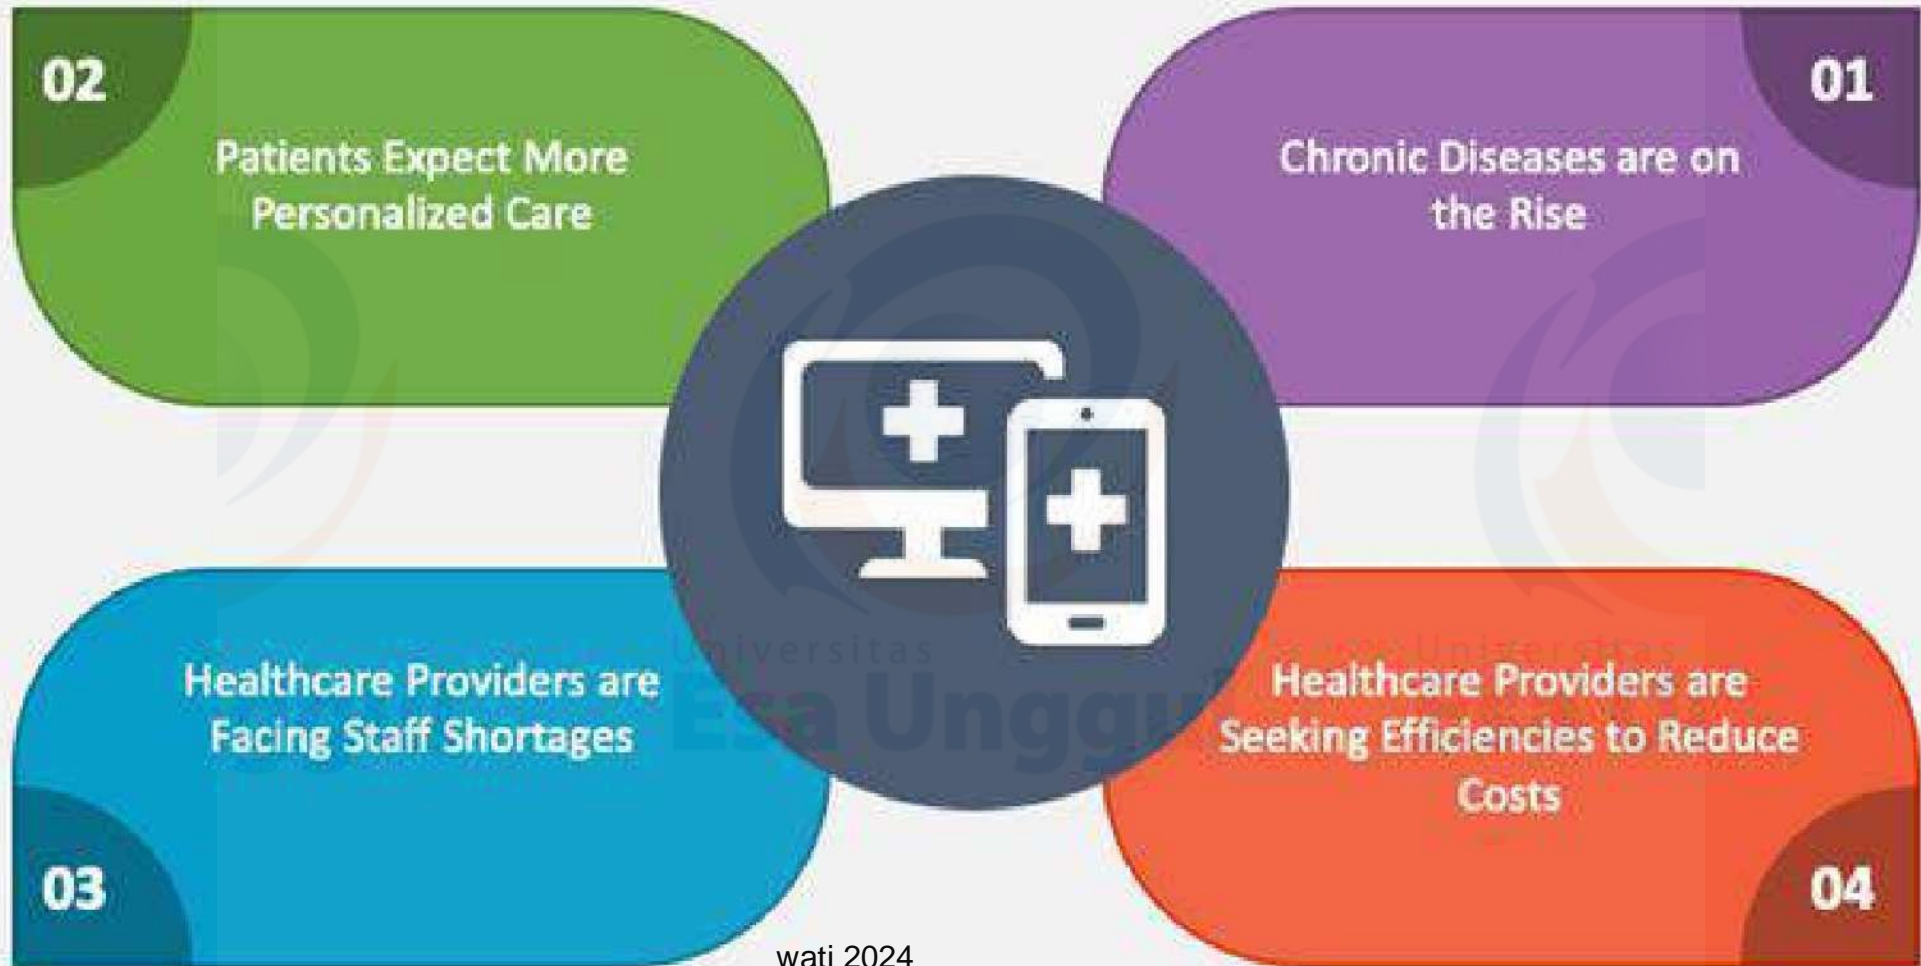 02
Patients Expect More
Personalized Care
01
Chronic Diseases are on
the Rise
Healthcare Providers are
Facing Staff Shortages
03
Healthcare Providers are
Seeking Efficiencies to Reduce
Costs
04
Universitas
Esa Unggul
Universitas
wati 2024